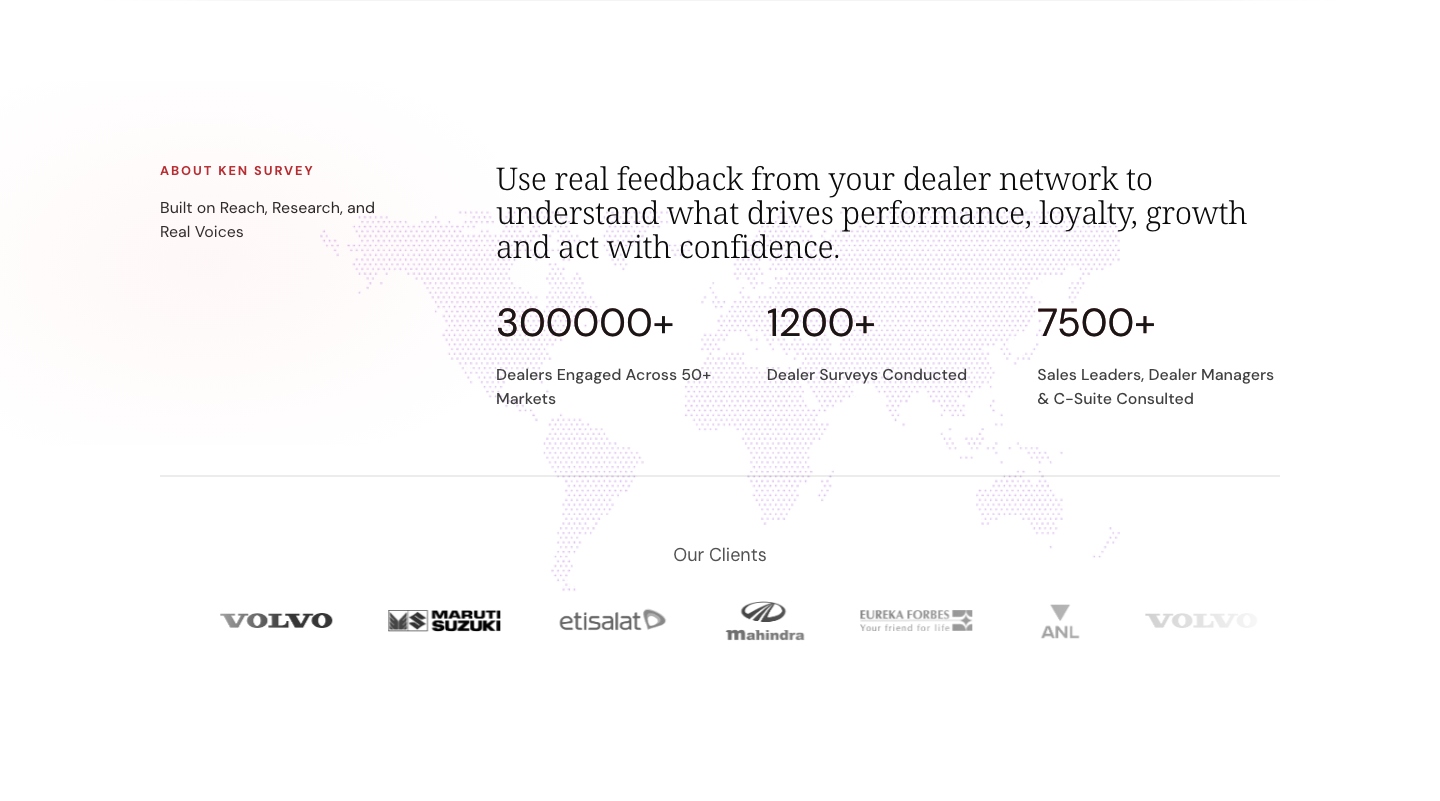 ABOUT KEN SURVEY
Built on Reach, Research, and
Real Voices
Use real feedback from your dealer network to
understand what drives performance, loyalty, growth
and act with confidence.
300000+
Dealers Engaged Across 50+
Markets
1200+
Dealer Surveys Conducted
7500+
Sales Leaders, Dealer Managers
& C-Suite Consulted
Our Clients
VOLVO
MARUTI
SUZUKI
etisalat
mahindra
EUREKA FORBES
Your friend for life
ANL
VOLVO